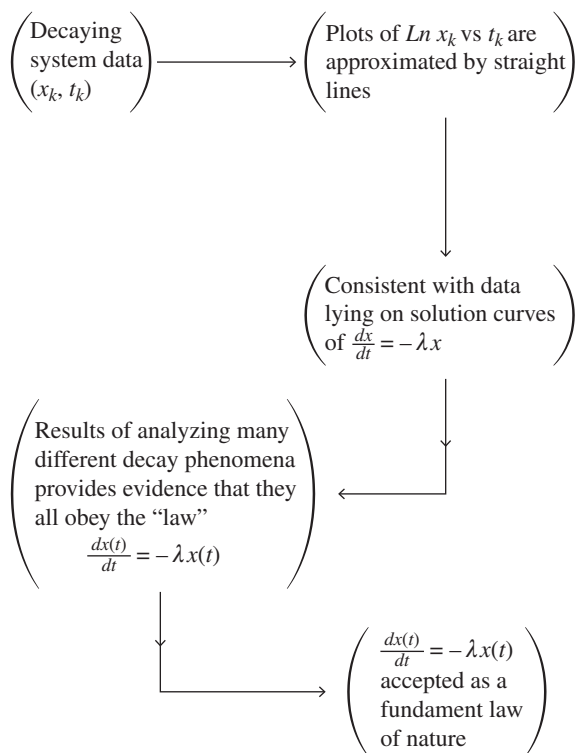 Decaying
system data
(x_k, t_k)
Plots of Ln x_k vs t_k are
approximated by straight
lines
Consistent with data
lying on solution curves
of dx/dt = – λx
Results of analyzing many
different decay phenomena
provides evidence that they
all obey the “law”
dx(t)/dt = – λx(t)
dx(t)/dt = – λx(t)
accepted as a
fundament law
of nature